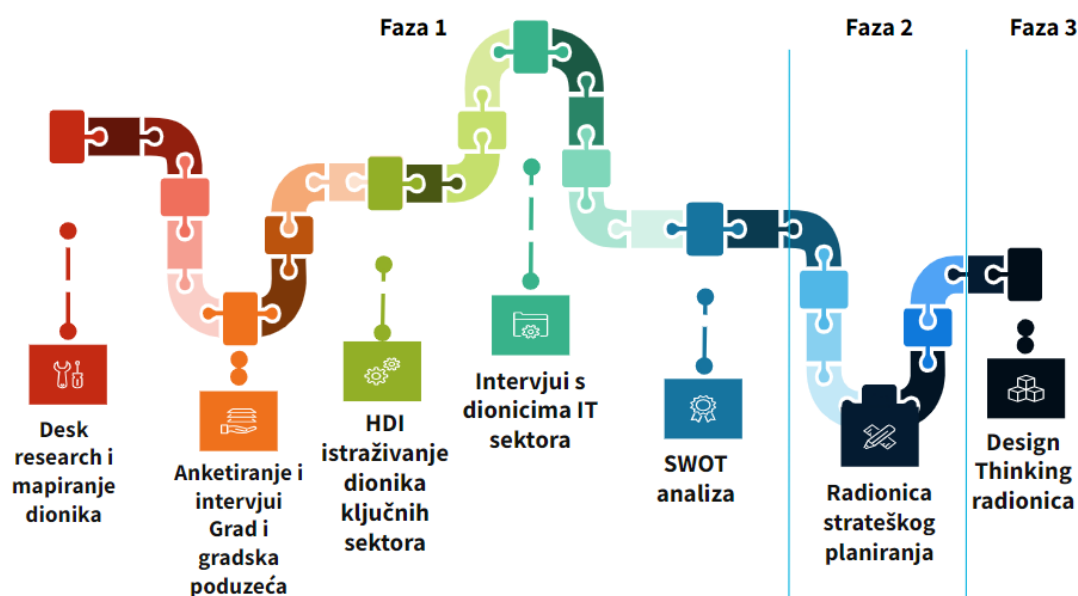 Faza 1
Faza 2
Faza 3
Desk
research i
mapiranje
dionika
Anketiranje i
intervjui
Grad i
gradska
poduzeća
HDI
istraživanje
dionika
ključnih
sektora
Intervjui s
dionicima IT
sektora
SWOT
analiza
Radionica
strateškog
planiranja
Design
Thinking
radionica